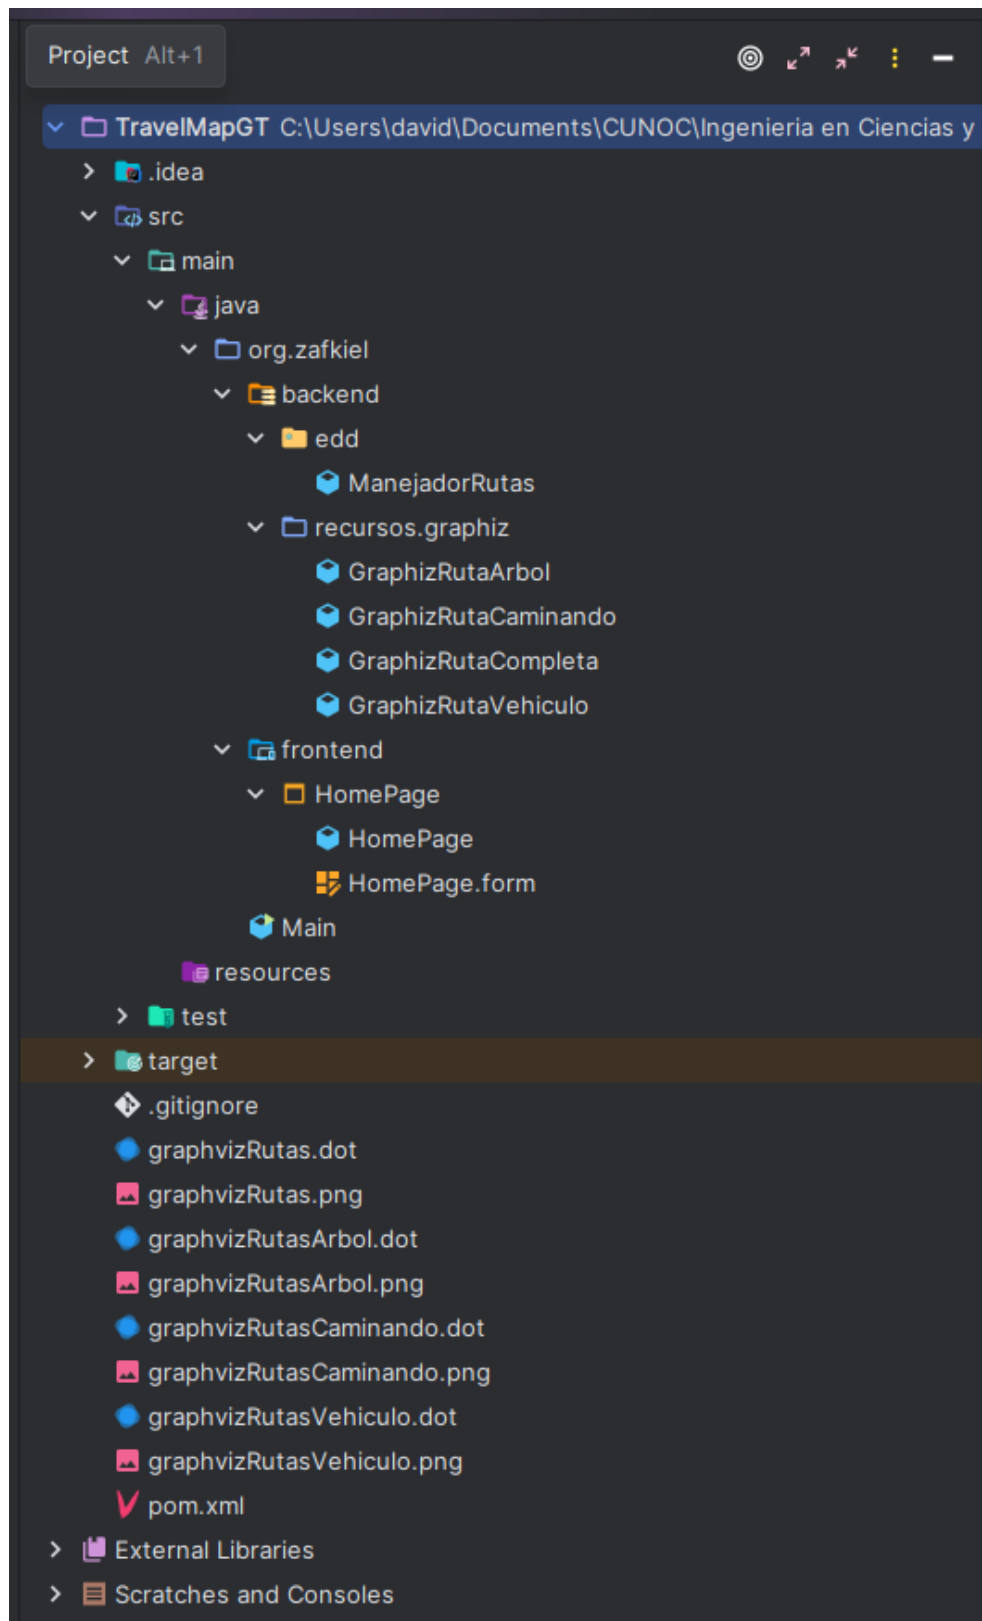 Project Alt+1
TravelMapGT C:\Users\david\Documents\CUNOC\Ingenieria en Ciencias y
.idea
src
main
java
org.zafkiel
backend
edd
ManejadorRutas
recursos.graphiz
GraphizRutaArbol
GraphizRutaCaminando
GraphizRutaCompleta
GraphizRutaVehiculo
frontend
HomePage
HomePage
HomePage.form
Main
resources
test
target
.gitignore
graphvizRutas.dot
graphvizRutas.png
graphvizRutasArbol.dot
graphvizRutasArbol.png
graphvizRutasCaminando.dot
graphvizRutasCaminando.png
graphvizRutasVehiculo.dot
graphvizRutasVehiculo.png
pom.xml
External Libraries
Scratches and Consoles